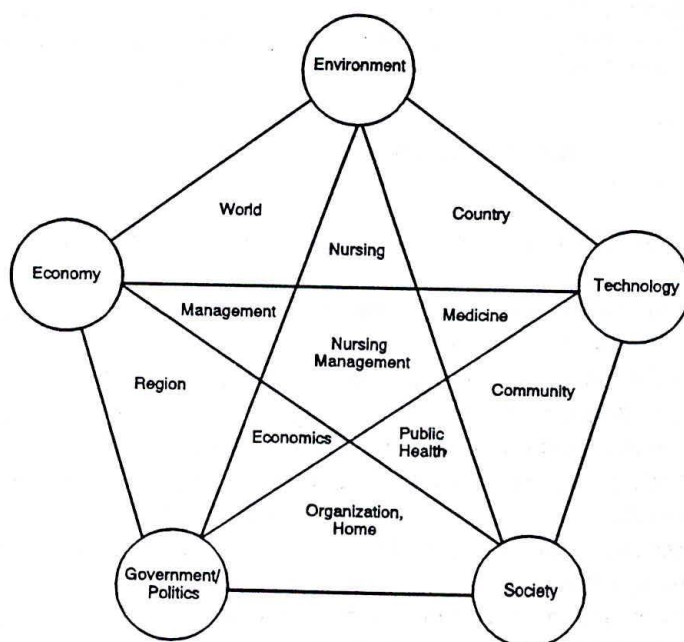 Environment
World
Country
Nursing
Economy
Technology
Management
Medicine
Nursing
Management
Region
Community
Economics
Public
Health
Organization,
Home
Government/
Politics
Society